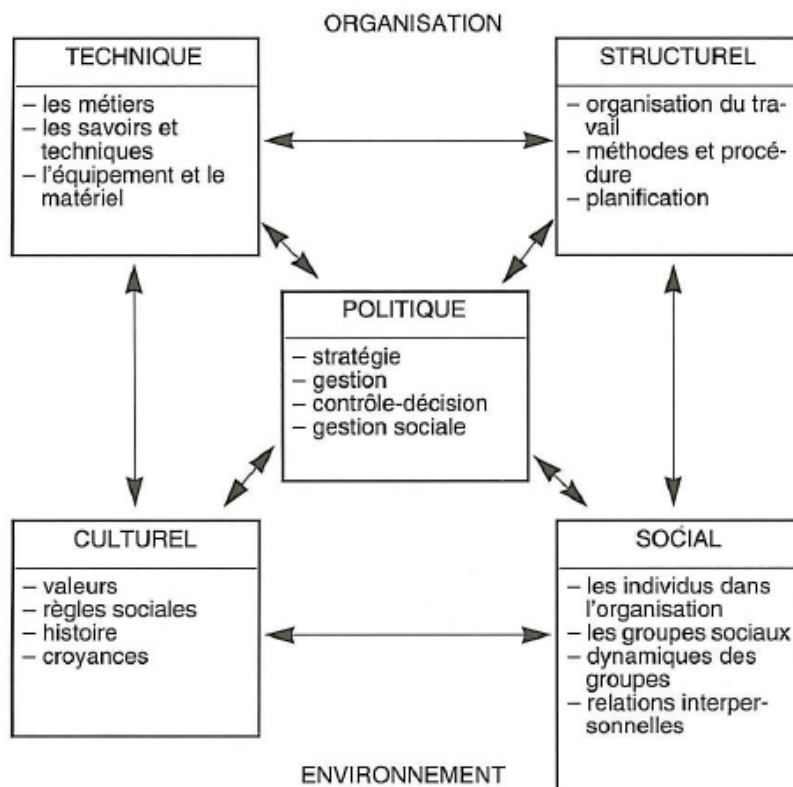 ORGANISATION
TECHNIQUE
– les métiers
– les savoirs et
techniques
– l'équipement et le
matériel
STRUCTUREL
– organisation du tra-
vail
– méthodes et procé-
dure
– planification
POLITIQUE
– stratégie
– gestion
– contrôle-décision
– gestion sociale
CULTUREL
– valeurs
– règles sociales
– histoire
– croyances
SOCIAL
– les individus dans
l'organisation
– les groupes sociaux
– dynamiques des
groupes
– relations interper-
sonnelles
ENVIRONNEMENT